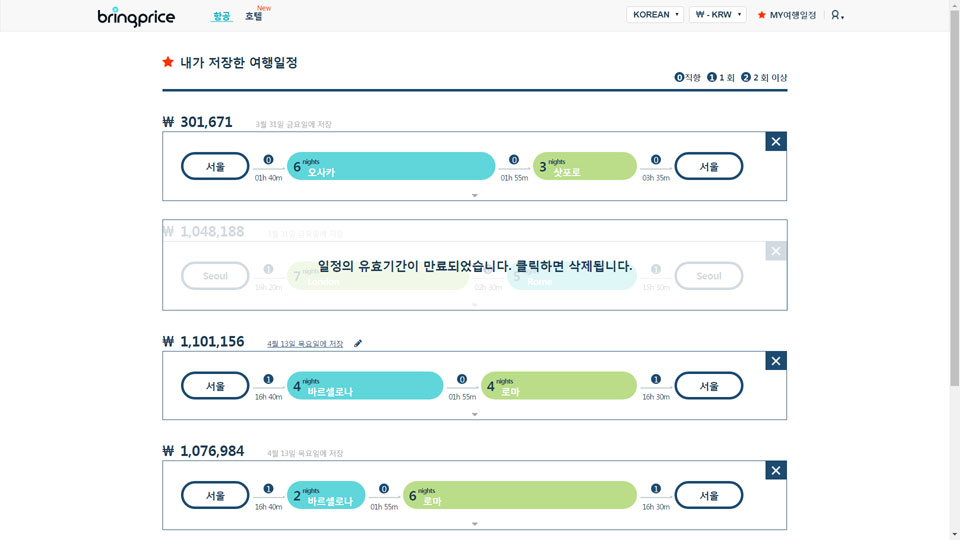 bringprice 항공 호텔 New KOREAN ₩ - KRW MY여행일정
내가 저장한 여행일정
0 직항 1 1 회 2 2 회 이상
₩ 301,671 3월 31일 금요일에 저장
서울 0 01h 40m 6 nights 오사카 0 01h 55m 3 nights 삿포로 0 03h 35m 서울
₩ 1,048,188 3월 31일 금요일에 저장
일정의 유효기간이 만료되었습니다. 클릭하면 삭제됩니다.
Seoul 1 16h 20m 7 London 5 Rome 1 15h 30m Seoul
₩ 1,101,156 4월 13일 목요일에 저장
서울 1 16h 40m 4 nights 바르셀로나 0 01h 55m 4 nights 로마 1 16h 30m 서울
₩ 1,076,984 4월 13일 목요일에 저장
서울 1 16h 40m 2 nights 바르셀로나 0 01h 55m 6 nights 로마 1 16h 30m 서울